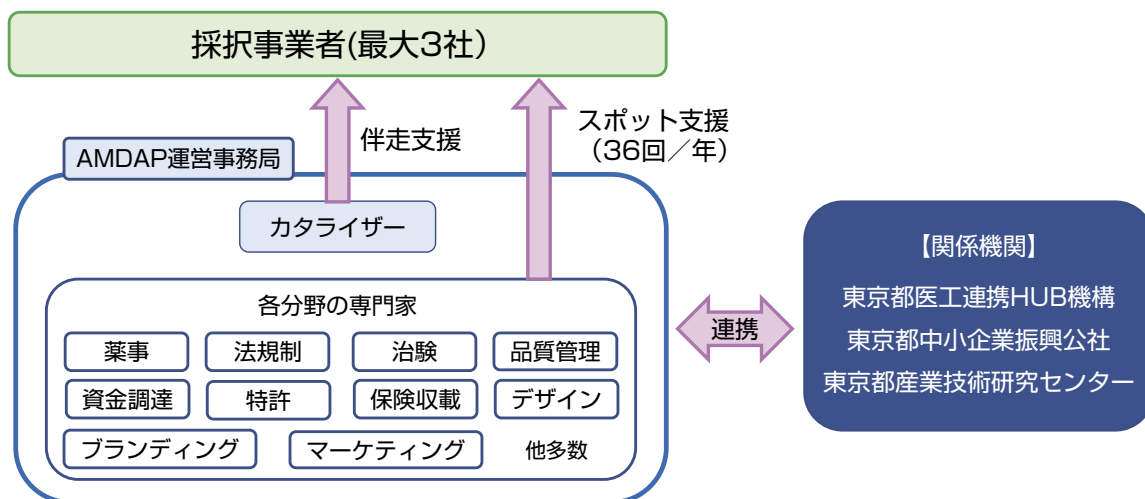 採択事業者(最大3社)
伴走支援
スポット支援
(36回/年)
AMDAP運営事務局
カタライザー
各分野の専門家
薬事
法規制
治験
品質管理
資金調達
特許
保険収載
デザイン
ブランディング
マーケティング
他多数
連携
【関係機関】
東京都医工連携HUB機構
東京都中小企業振興公社
東京都産業技術研究センター